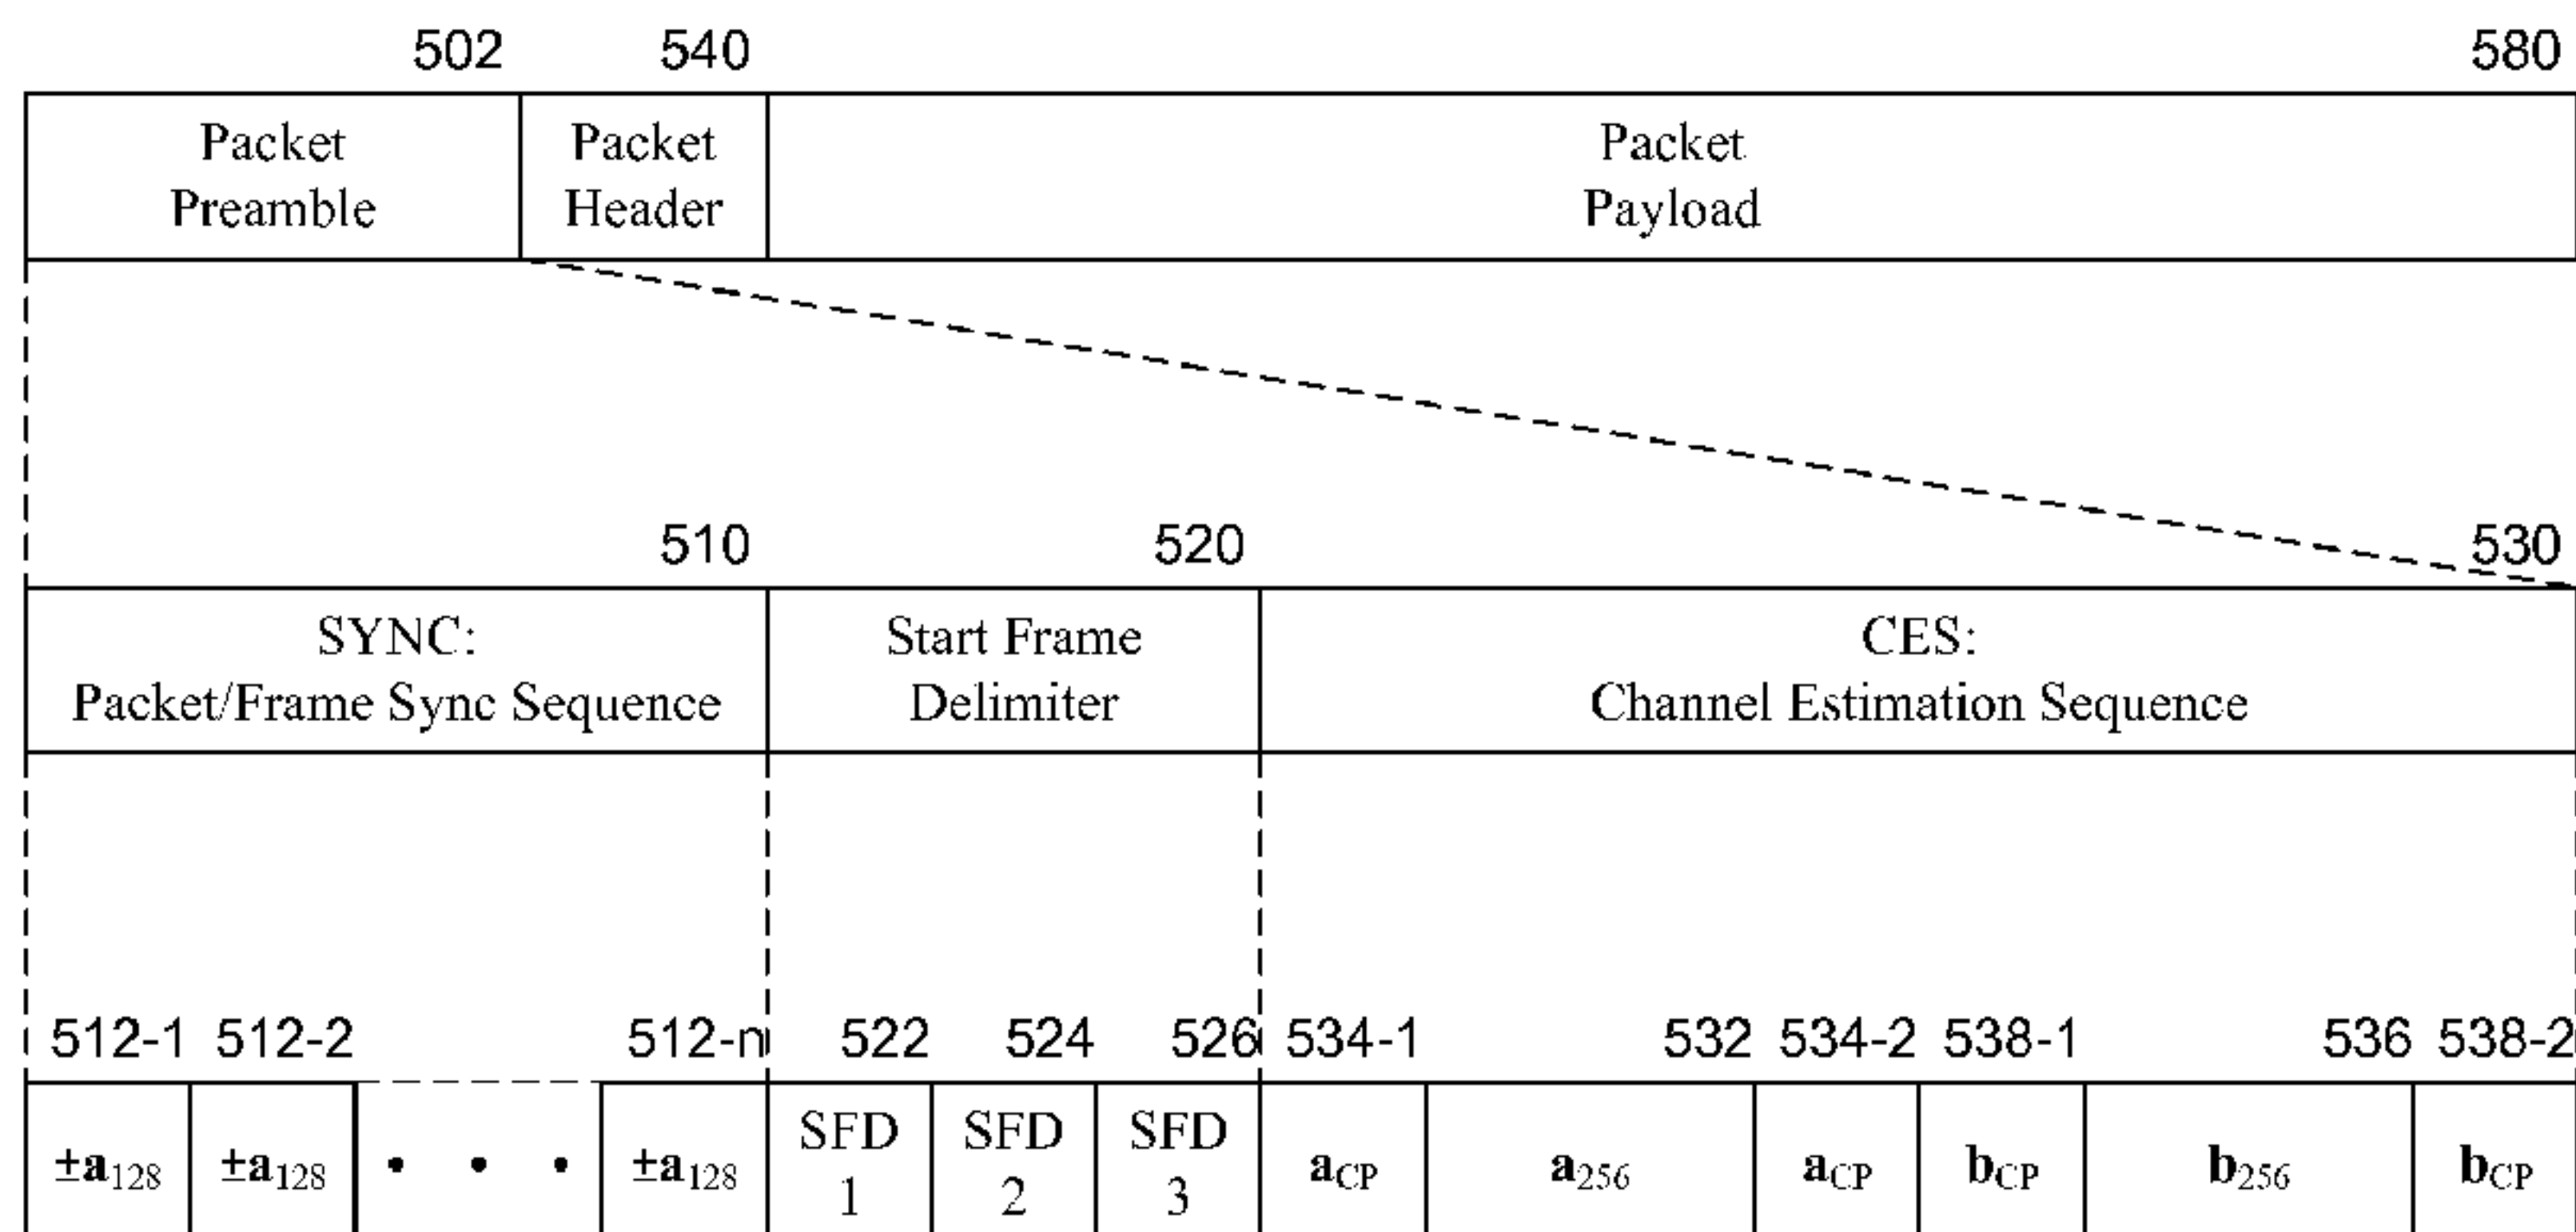 502 540 580
Packet Packet Packet
Preamble Header Payload
510 520 530
SYNC: Start Frame CES:
Packet/Frame Sync Sequence Delimiter Channel Estimation Sequence
512-1 512-2 512-n 522 524 526 534-1 532 534-2 538-1 536 538-2
±a128 ±a128 • • • ±a128 SFD SFD SFD aCP a256 aCP bCP b256 bCP
1 2 3